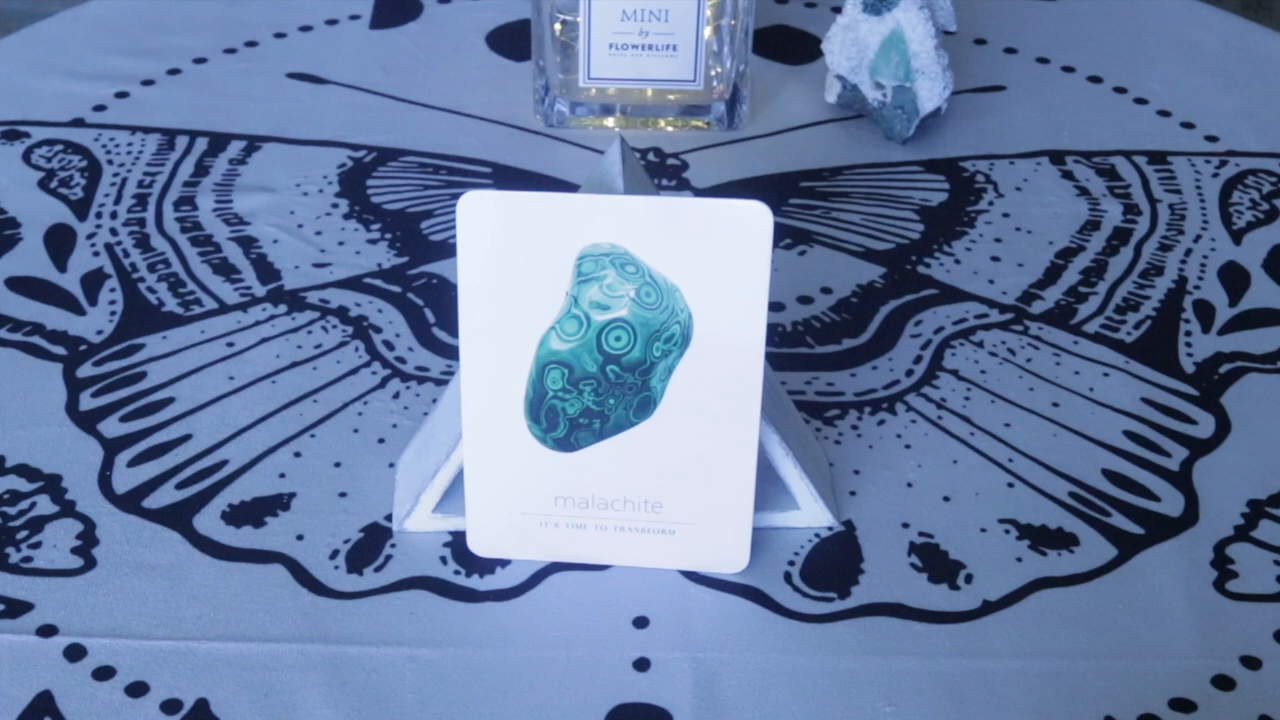 MINI
by
FLOWERLIFE
malachite
IT'S TIME TO TRANSFORM